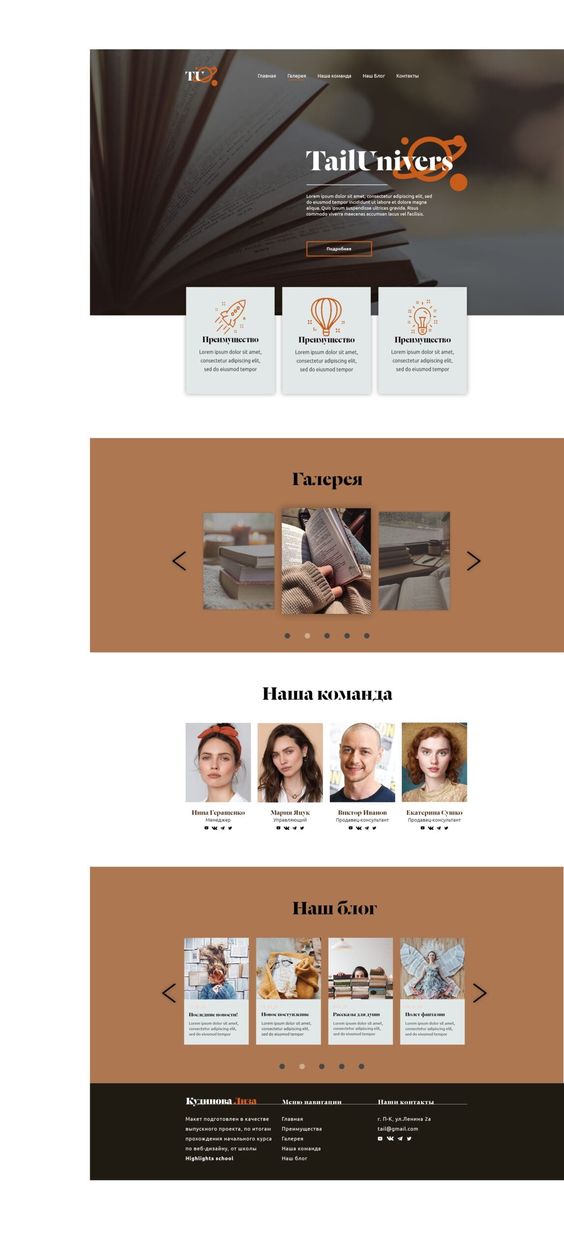 TU
Главная Галерея Наша команда Наш Блог Контакты
TailUnivers
Lorem ipsum dolor sit amet, consectetur adipiscing elit, sed
do eiusmod tempor incididunt ut labore et dolore magna
aliqua. Quis ipsum suspendisse ultrices gravida. Risus
commodo viverra maecenas accumsan lacus vel facilisis.
Подробнее
Преимущество
Lorem ipsum dolor sit amet,
consectetur adipiscing elit,
sed do eiusmod tempor
Преимущество
Lorem ipsum dolor sit amet,
consectetur adipiscing elit,
sed do eiusmod tempor
Преимущество
Lorem ipsum dolor sit amet,
consectetur adipiscing elit,
sed do eiusmod tempor
Галерея
Наша команда
Нина Геращенко
Менеджер
Мария Яцук
Управляющий
Виктор Иванов
Продавец-консультант
Екатерина Сушко
Продавец-консультант
Наш блог
Последние новости!
Lorem ipsum dolor sit amet,
consectetur adipiscing elit,
sed do eiusmod tempor
Новое поступление
Lorem ipsum dolor sit amet,
consectetur adipiscing elit,
sed do eiusmod tempor
Рассказы для души
Lorem ipsum dolor sit amet,
consectetur adipiscing elit,
sed do eiusmod tempor
Полет фантазии
Lorem ipsum dolor sit amet,
consectetur adipiscing elit,
sed do eiusmod tempor
Кудинова Лиза
Макет подготовлен в качестве
выпускного проекта, по итогам
прохождения начального курса
по веб-дизайну, от школы
Highlights school
Меню навигации
Главная
Преимущества
Галерея
Наша команда
Наш блог
Наши контакты
г. П-К, ул.Ленина 2а
tail@gmail.com